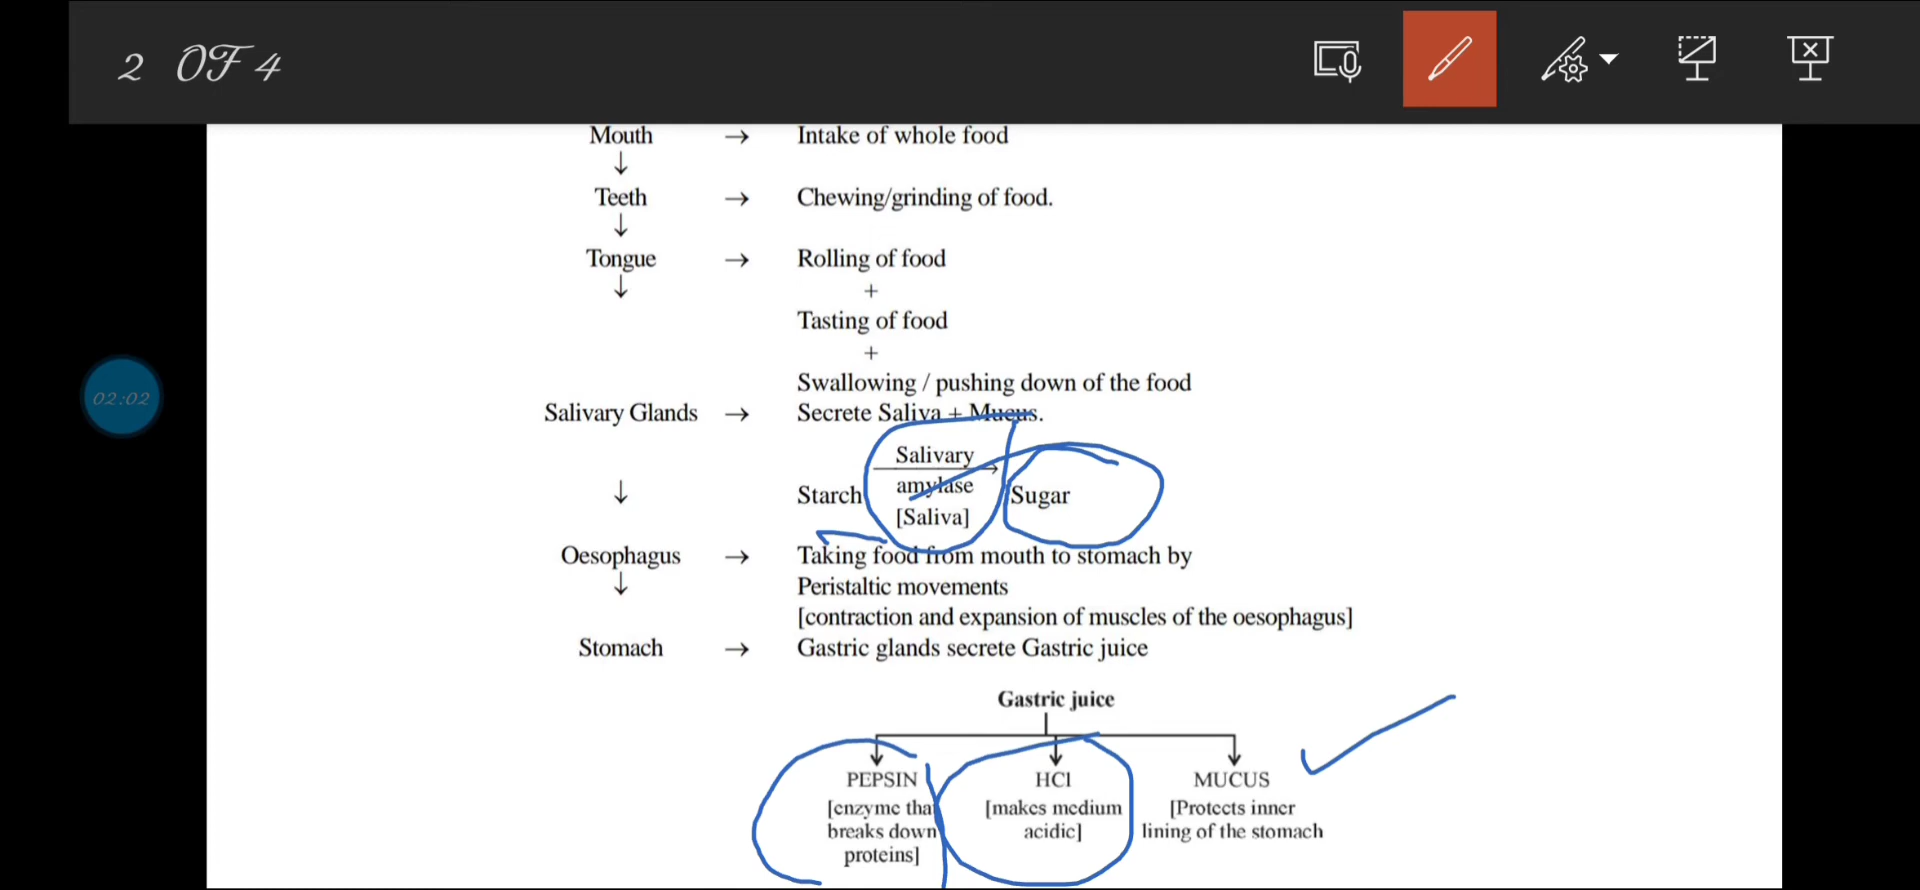 2 OF 4
Mouth → Intake of whole food
↓
Teeth → Chewing/grinding of food.
↓
Tongue → Rolling of food
↓ +
Tasting of food
+
Swallowing / pushing down of the food
02:02
Salivary Glands → Secrete Saliva + Mucus.
Salivary
↓ Starch amylase Sugar
[Saliva]
Oesophagus → Taking food from mouth to stomach by
↓ Peristaltic movements
[contraction and expansion of muscles of the oesophagus]
Stomach → Gastric glands secrete Gastric juice
Gastric juice
PEPSIN HCl MUCUS
[enzyme that [makes medium [Protects inner
breaks down acidic] lining of the stomach
proteins]